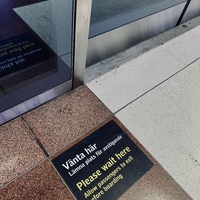 Vänta här
Lämna plats för avstigande
Please wait here
Allow passengers to exit
before boarding